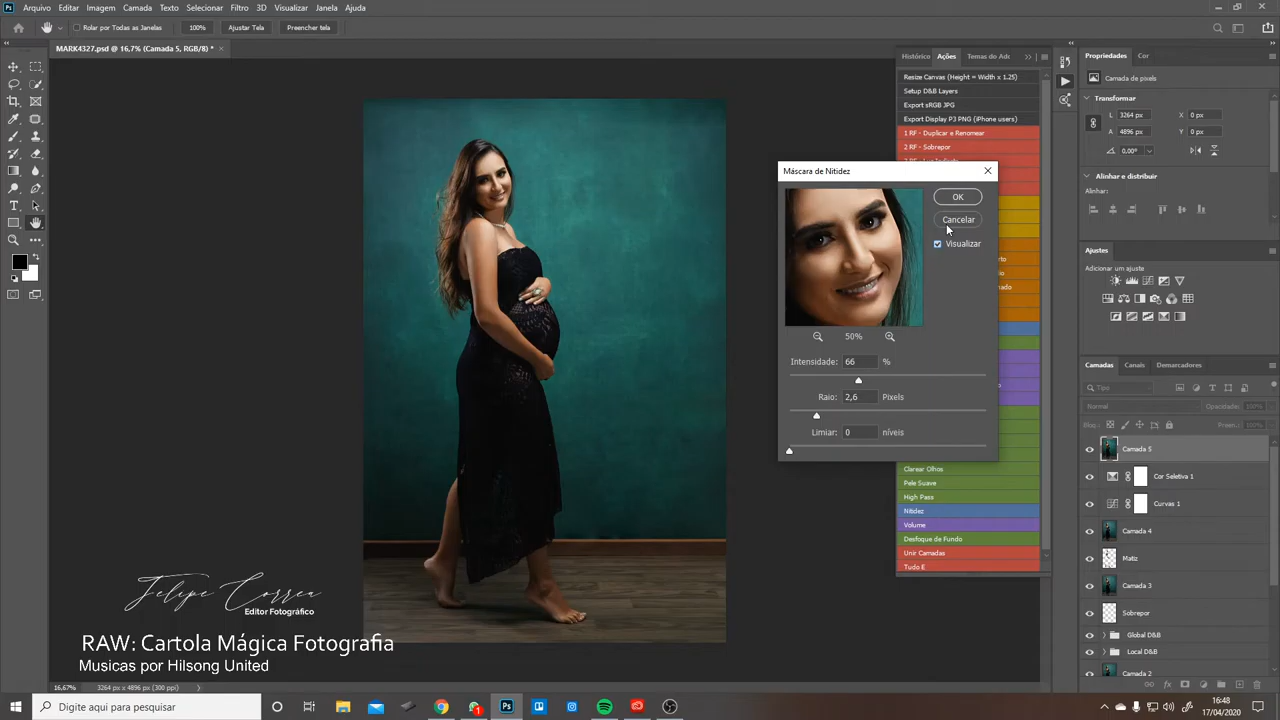 Arquivo Editar Imagem Camada Texto Selecionar Filtro 3D Visualizar Janela Ajuda
Rolar por Todas as Janelas 100% Ajustar Tela Preencher tela
MARK4327.psd @ 16,7% (Camada 5, RGB/8) *
Histórico Ações
Resize Canvas (Height = Width x 1.25)
Setup D&B Layers
Export sRGB JPG
Export Display P3 PNG (iPhone users)
1 RF - Duplicar e Renomear
2 RF - Sobrepor
Máscara de Nitidez
OK
Cancelar
Visualizar
50%
Intensidade: 66 %
Raio: 2,6 Pixels
Limiar: 0 níveis
Clarear Olhos
Pele Suave
High Pass
Nitidez
Volume
Desfoque de Fundo
Unir Camadas
Tudo E
Propriedades Cor
Camada de pixels
Transformar
L 3264 px X 0 px
A 4896 px Y 0 px
0,00°
Alinhar e distribuir
Alinhar:
Ajustes
Adicionar um ajuste
Camadas Canais Demarcadores
Tipo
Normal Opacidade: 100%
Camada 5
Cor Seletiva 1
Curvas 1
Camada 4
Matiz
Camada 3
Sobrepor
Global D&B
Local D&B
Camada 2
Felipe Correa
Editor Fotográfico
RAW: Cartola Mágica Fotografia
Musicas por Hilsong United
16,67% 3264 px x 4896 px (300 ppi)
Digite aqui para pesquisar
16:48
17/04/2020